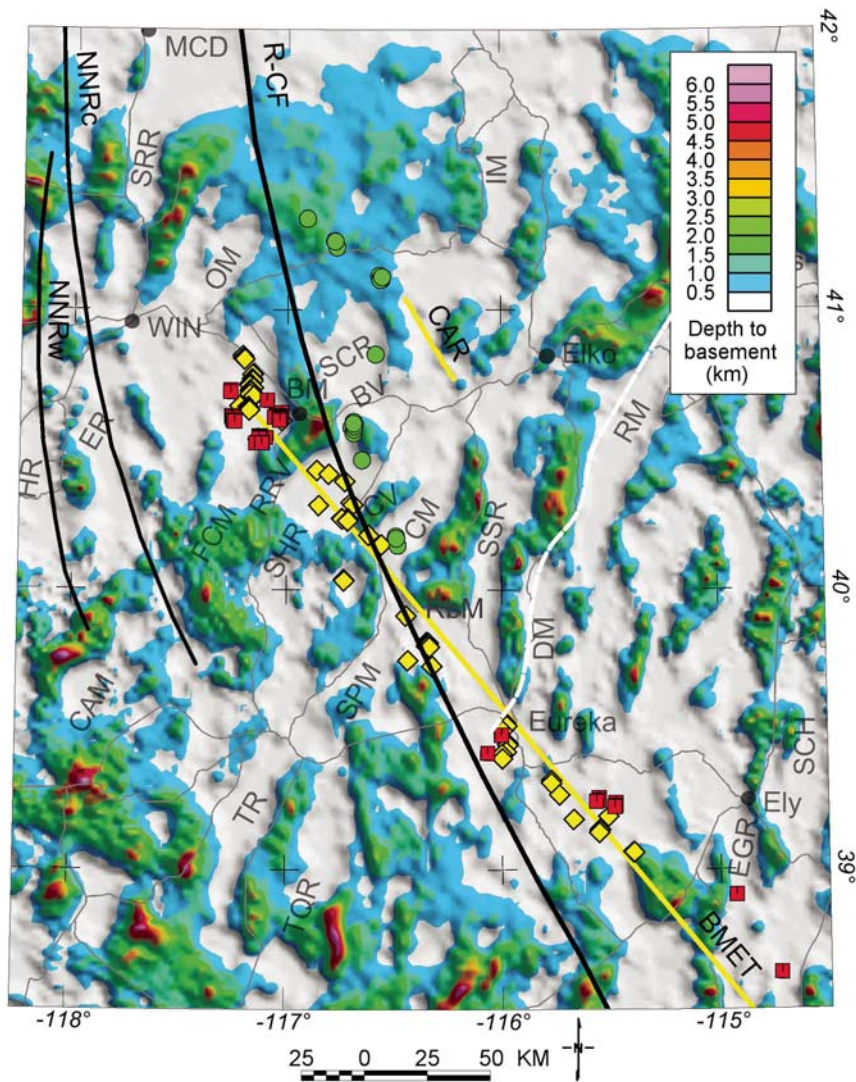 42°
MCD
NNRc
R-CF
SRR
IM
6.0
5.5
5.0
4.5
4.0
3.5
3.0
2.5
2.0
1.5
1.0
0.5
Depth to
basement
(km)
OM
41°
NNRw
WIN
CAR
SCR
Elko
BM
BV
RM
HR
ER
RRV
CV
CM
FCM
SHR
SSR
40°
RbM
DM
CAM
SPM
Eureka
SCH
TR
Ely
EGR
39°
TQR
BMET
-118°
-117°
-116°
-115°
N
25 0 25 50 KM